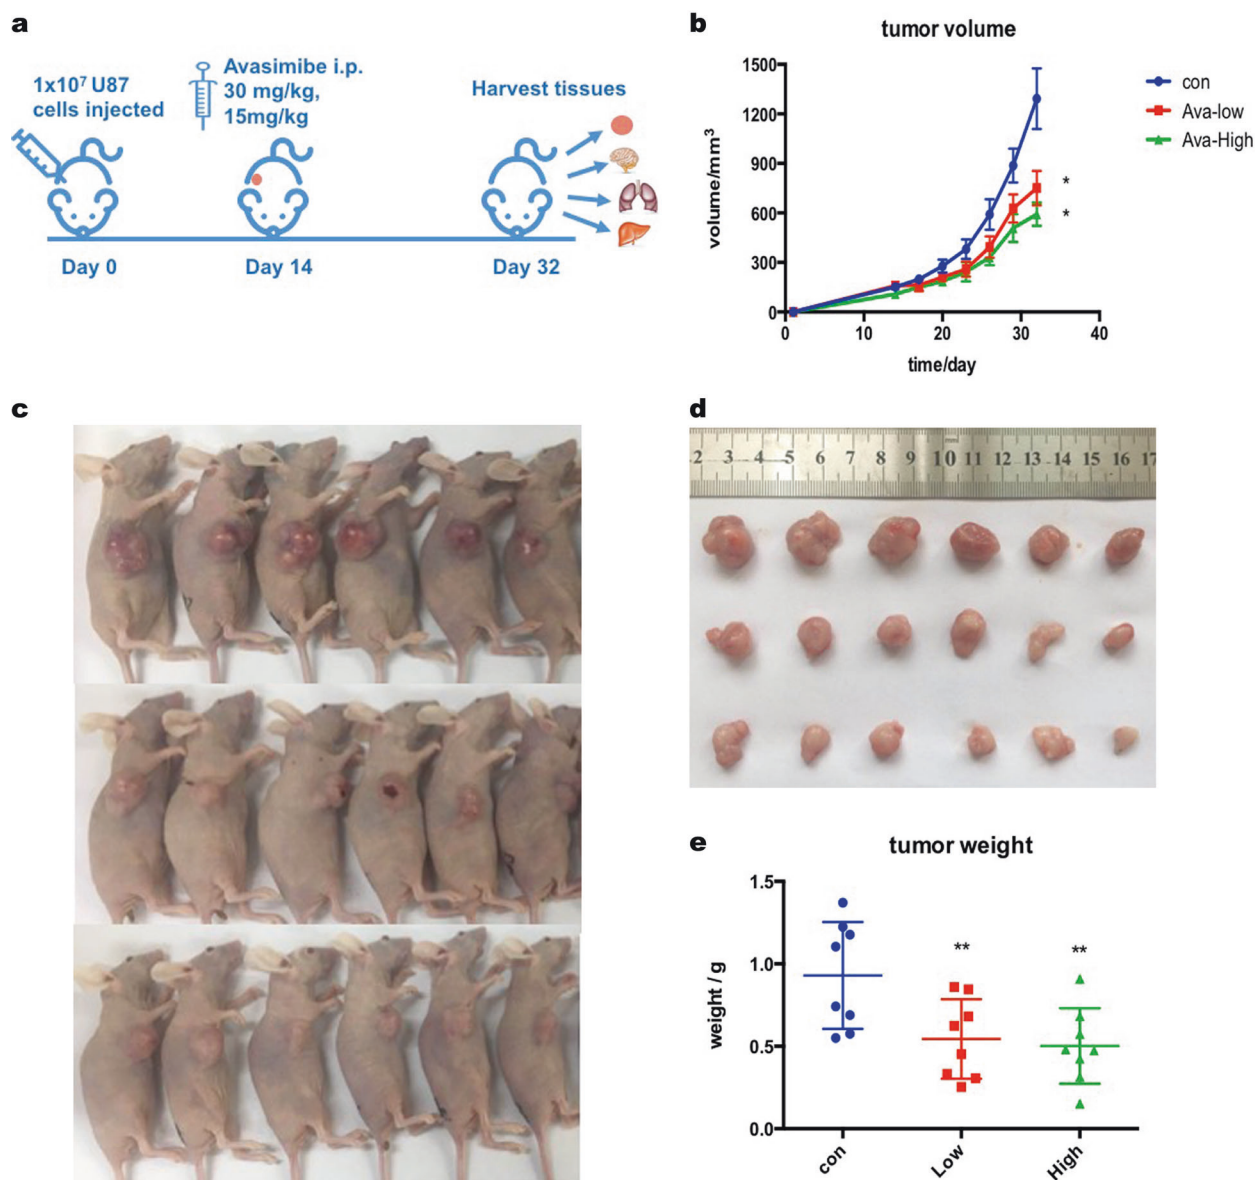 a
1x10⁷ U87
cells injected
Avasimibe i.p.
30 mg/kg,
15mg/kg
Harvest tissues
Day 0
Day 14
Day 32
b
tumor volume
volume/mm³
1500
1200
900
600
300
0
0
10
20
30
40
time/day
con
Ava-low
Ava-High
*
*
c
d
2 3 4 5 6 7 8 9 10 11 12 13 14 15 16 17
e
tumor weight
weight / g
1.5
1.0
0.5
0.0
**
**
con
Low
High